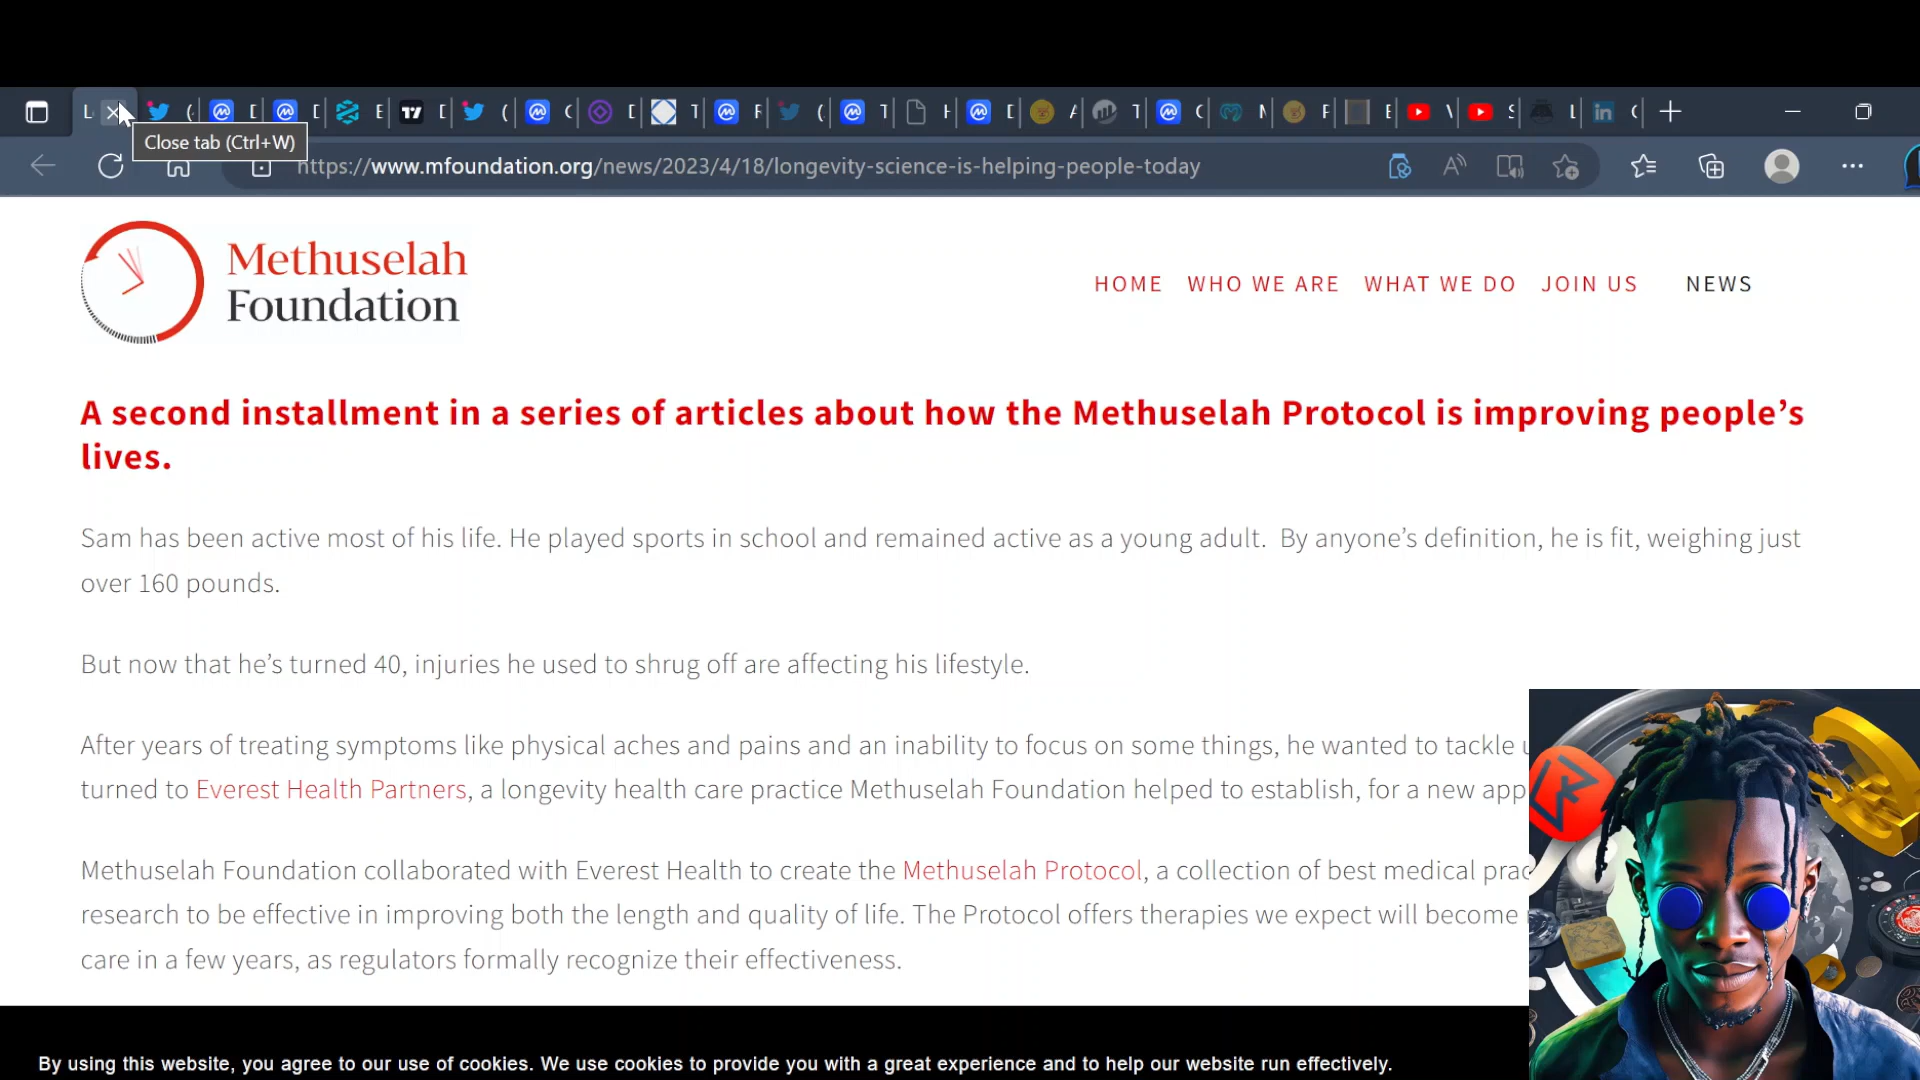 Close tab (Ctrl+W)
https://www.mfoundation.org/news/2023/4/18/longevity-science-is-helping-people-today
Methuselah
Foundation
HOME WHO WE ARE WHAT WE DO JOIN US NEWS
A second installment in a series of articles about how the Methuselah Protocol is improving people’s
lives.
Sam has been active most of his life. He played sports in school and remained active as a young adult. By anyone’s definition, he is fit, weighing just
over 160 pounds.
But now that he’s turned 40, injuries he used to shrug off are affecting his lifestyle.
After years of treating symptoms like physical aches and pains and an inability to focus on some things, he wanted to tackle
turned to Everest Health Partners, a longevity health care practice Methuselah Foundation helped to establish, for a new app
Methuselah Foundation collaborated with Everest Health to create the Methuselah Protocol, a collection of best medical prac
research to be effective in improving both the length and quality of life. The Protocol offers therapies we expect will become
care in a few years, as regulators formally recognize their effectiveness.
By using this website, you agree to our use of cookies. We use cookies to provide you with a great experience and to help our website run effectively.